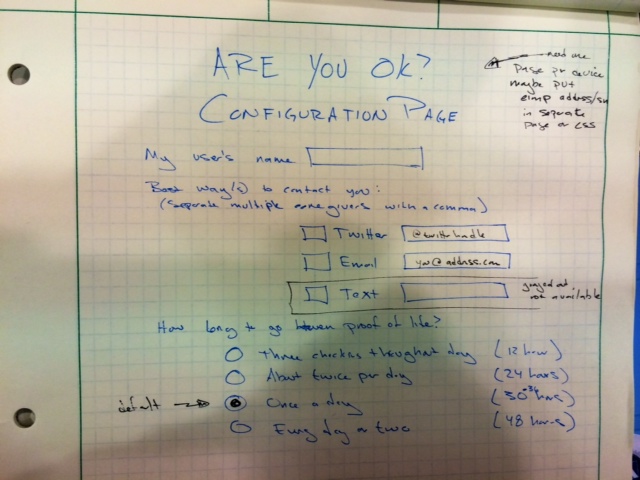 ARE YOU OK?
CONFIGURATION PAGE
need one
page per device
maybe put
eimp address/sn
in separate
page or CSS
My user's name
Best way(s) to contact you:
(separate multiple caregivers with a comma)
Twitter @twitterhandle
Email you@address.com
Text
grayed out
not available
How long to go between proof of life?
Three checkins throughout day (12 hour)
About twice per day (24 hours)
default → Once a day (30-36 hours)
Every day or two (48 hours)